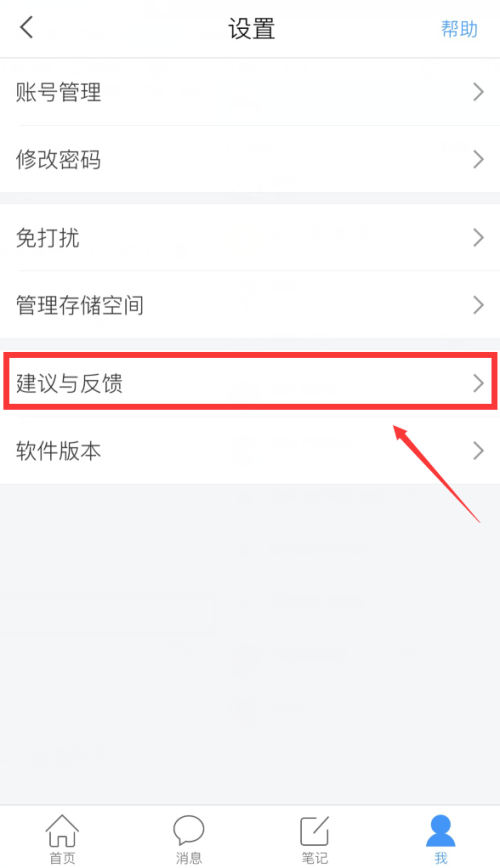 设置
帮助
账号管理
修改密码
免打扰
管理存储空间
建议与反馈
软件版本
首页
消息
笔记
我